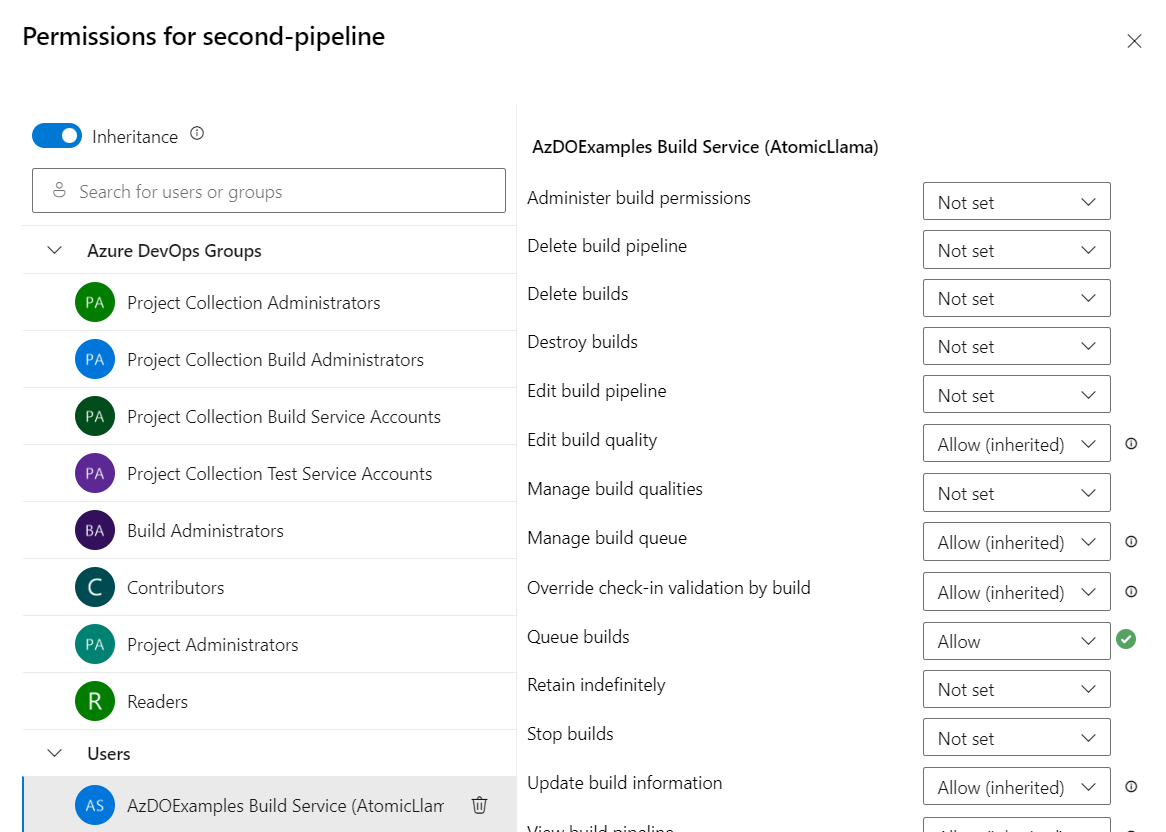 Permissions for second-pipeline
Inheritance
Search for users or groups
Azure DevOps Groups
PA Project Collection Administrators
PA Project Collection Build Administrators
PA Project Collection Build Service Accounts
PA Project Collection Test Service Accounts
BA Build Administrators
C Contributors
PA Project Administrators
R Readers
Users
AS AzDOExamples Build Service (AtomicLlam
AzDOExamples Build Service (AtomicLlama)
Administer build permissions Not set
Delete build pipeline Not set
Delete builds Not set
Destroy builds Not set
Edit build pipeline Not set
Edit build quality Allow (inherited)
Manage build qualities Not set
Manage build queue Allow (inherited)
Override check-in validation by build Allow (inherited)
Queue builds Allow
Retain indefinitely Not set
Stop builds Not set
Update build information Allow (inherited)
View build pipeline Allow (inherited)